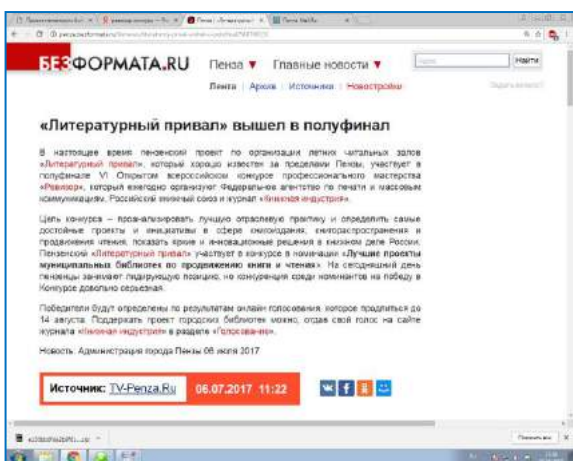 БЕЗФОРМАТА.RU Пенза Главные новости Найти
Лента Архив Источники Новостройки
«Литературный привал» вышел в полуфинал
В настоящее время пензенский проект по организации летних читальных залов
«Литературный привал», который хорошо известен за пределами Пензы, участвует в
полуфинале VI Открытом всероссийском конкурсе профессионального мастерства
«Ревизор», который ежегодно организуют Федеральное агентство по печати и массовым
коммуникациям, Российский книжный союз и журнал «Книжная индустрия».
Цель конкурса – проанализировать лучшую отраслевую практику и определить самые
достойные проекты и инициативы в сфере книгоиздания, книгораспространения и
продвижения чтения, показать яркие и инновационные решения в книжном деле России.
Пензенский «Литературный привал» участвует в конкурсе в номинации «Лучшие проекты
муниципальных библиотек по продвижению книги и чтения». На сегодняшний день
пензенцы занимают лидирующую позицию, но конкуренция среди номинантов на победу в
Конкурсе довольно серьезная.
Победители будут определены по результатам онлайн голосования, которое продлиться до
14 августа. Поддержать проект городских библиотек можно, отдав свой голос на сайте
журнала «Книжная индустрия» в разделе «Голосование».
Новость Администрация города Пензы 06 июля 2017
Источник: TV-Penza.Ru 06.07.2017 11:22